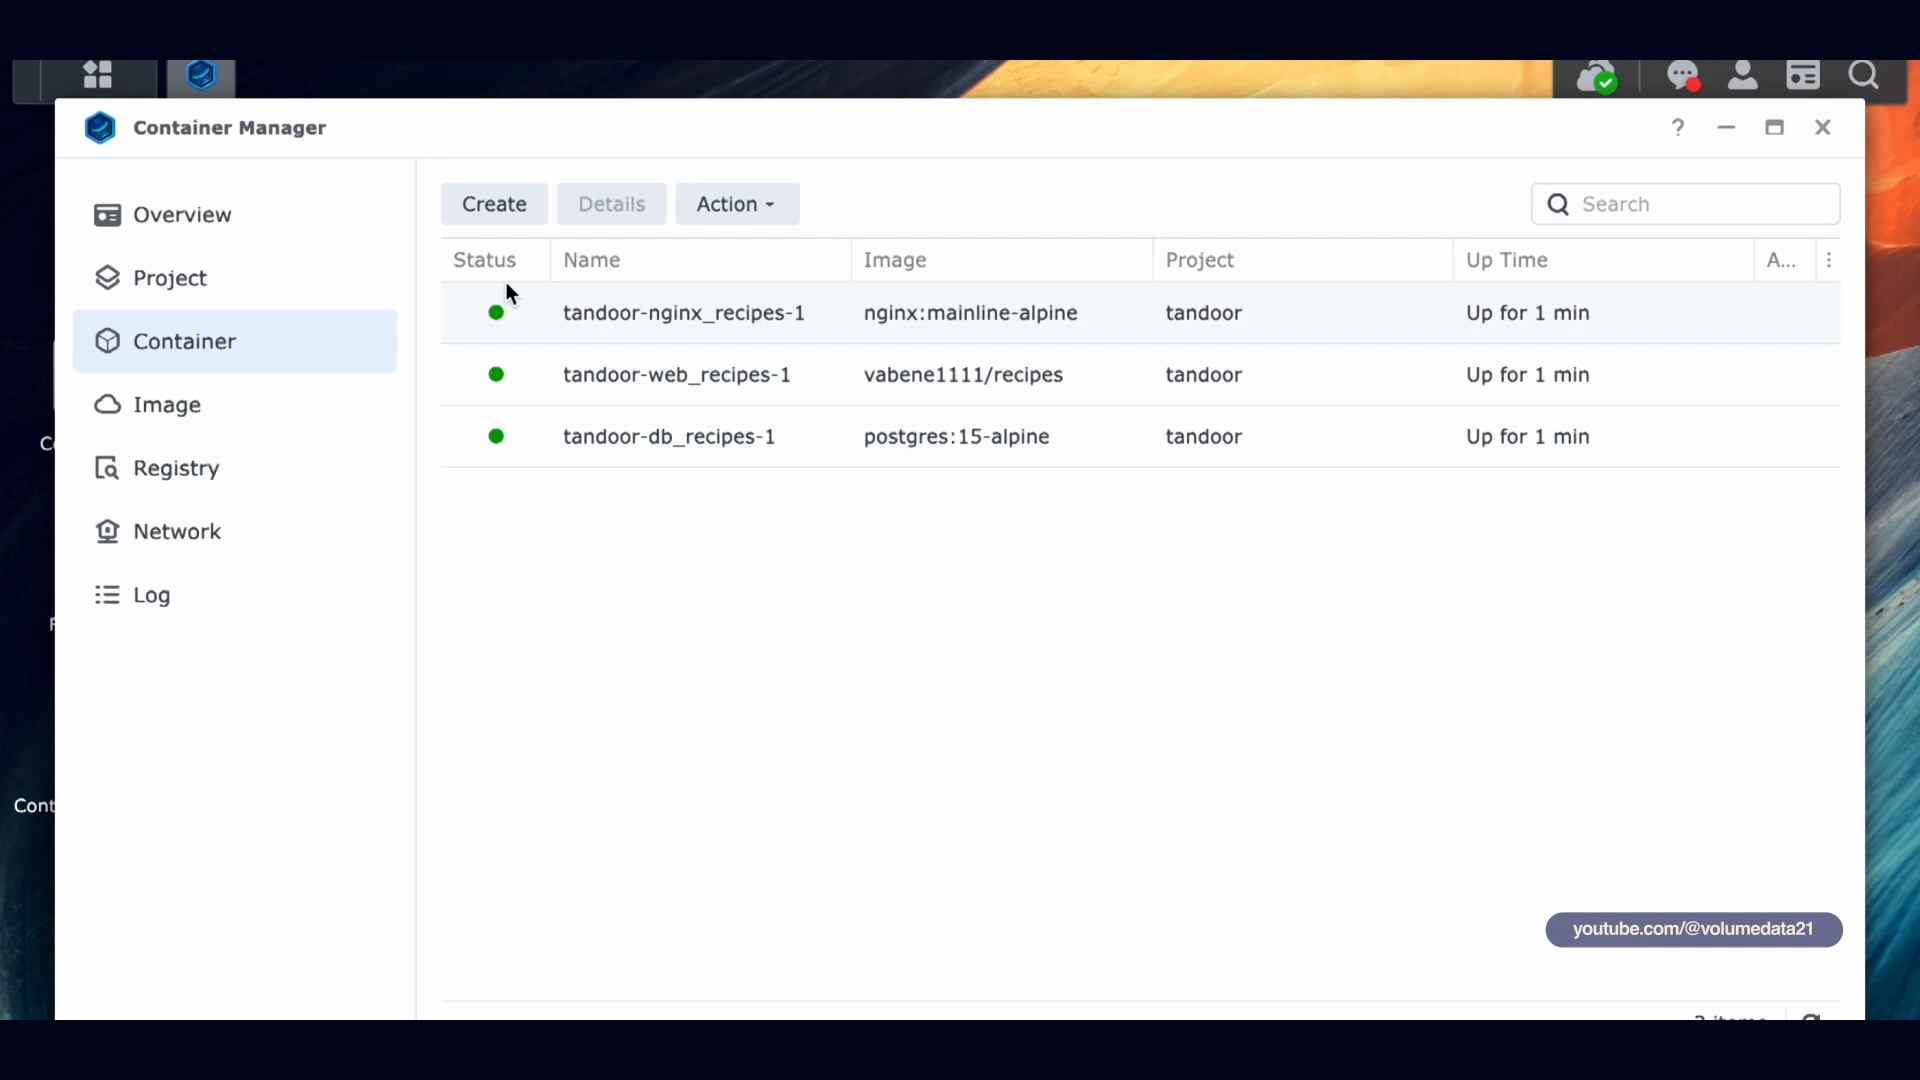 Container Manager
Overview
Project
Container
Image
Registry
Network
Log
Create Details Action
Search
Status Name Image Project Up Time A...
tandoor-nginx_recipes-1 nginx:mainline-alpine tandoor Up for 1 min
tandoor-web_recipes-1 vabene1111/recipes tandoor Up for 1 min
tandoor-db_recipes-1 postgres:15-alpine tandoor Up for 1 min
Cont
youtube.com/@volumedata21